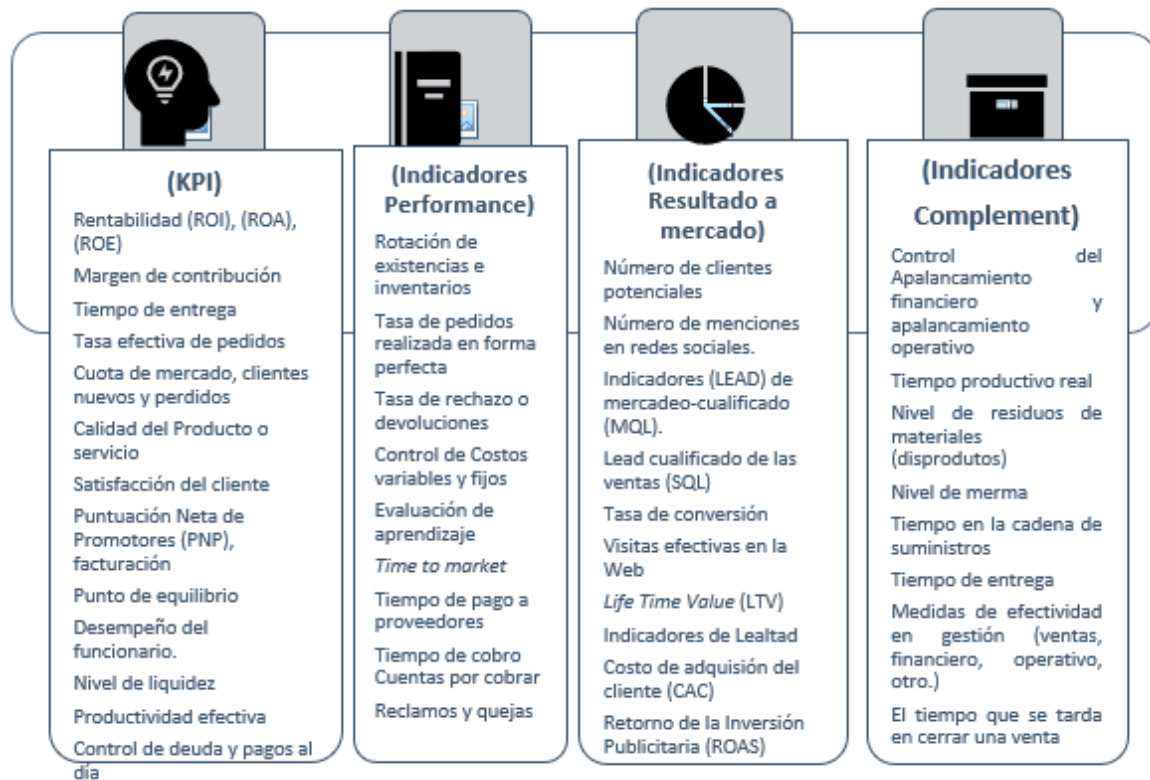 (KPI)
Rentabilidad (ROI), (ROA),
(ROE)
Margen de contribución
Tiempo de entrega
Tasa efectiva de pedidos
Cuota de mercado, clientes
nuevos y perdidos
Calidad del Producto o
servicio
Satisfacción del cliente
Puntuación Neta de
Promotores (PNP),
facturación
Punto de equilibrio
Desempeño del
funcionario.
Nivel de liquidez
Productividad efectiva
Control de deuda y pagos al
día
(Indicadores
Performance)
Rotación de
existencias e
inventarios
Tasa de pedidos
realizada en forma
perfecta
Tasa de rechazo o
devoluciones
Control de Costos
variables y fijos
Evaluación de
aprendizaje
Time to market
Tiempo de pago a
proveedores
Tiempo de cobro
Cuentas por cobrar
Reclamos y quejas
(Indicadores
Resultado a
mercado)
Número de clientes
potenciales
Número de menciones
en redes sociales.
Indicadores (LEAD) de
mercadeo-cualificado
(MQL).
Lead cualificado de las
ventas (SQL)
Tasa de conversión
Visitas efectivas en la
Web
Life Time Value (LTV)
Indicadores de Lealtad
Costo de adquisión del
cliente (CAC)
Retorno de la Inversión
Publicitaria (ROAS)
(Indicadores
Complement)
Control del
Apalancamiento
financiero y
apalancamiento
operativo
Tiempo productivo real
Nivel de residuos de
materiales
(disprodutos)
Nivel de merma
Tiempo en la cadena de
suministros
Tiempo de entrega
Medidas de efectividad
en gestión (ventas,
financiero, operativo,
otro.)
El tiempo que se tarda
en cerrar una venta